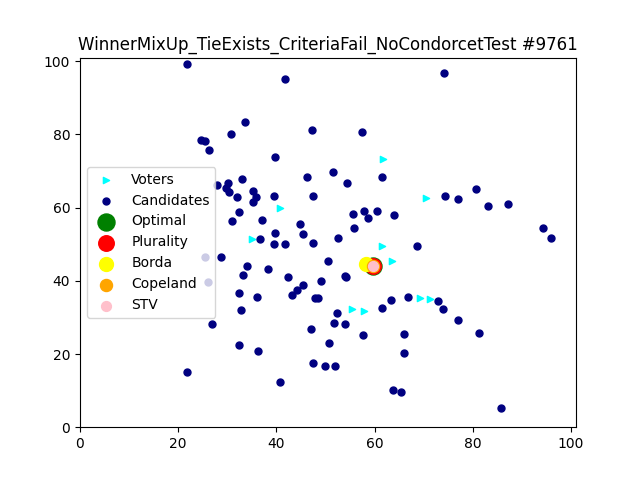 WinnerMixUp_TieExists_CriteriaFail_NoCondorcetTest #9761
100
80
60
40
20
0
Voters
Candidates
Optimal
Plurality
Borda
Copeland
STV
0 20 40 60 80 100